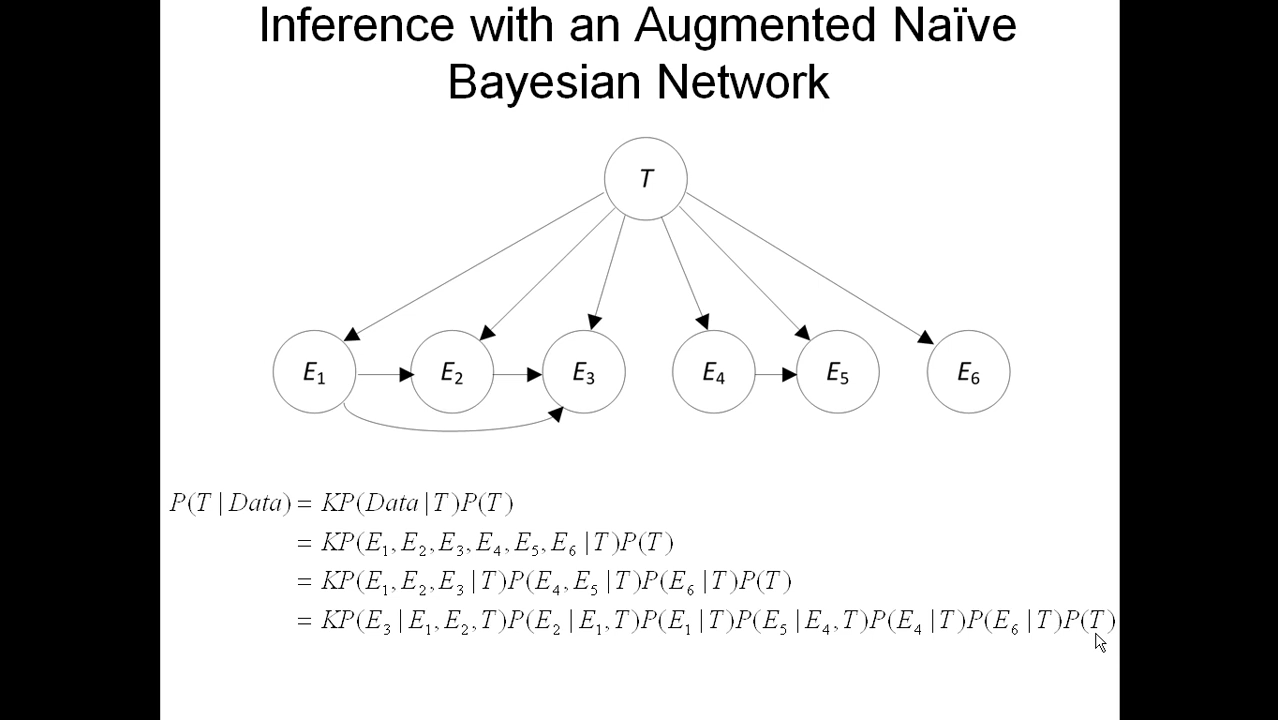 Inference with an Augmented Naïve
Bayesian Network
T
E₁ E₂ E₃ E₄ E₅ E₆
P(T | Data) = KP(Data | T)P(T)
= KP(E₁, E₂, E₃, E₄, E₅, E₆ | T)P(T)
= KP(E₁, E₂, E₃ | T)P(E₄, E₅ | T)P(E₆ | T)P(T)
= KP(E₃ | E₁, E₂, T)P(E₂ | E₁, T)P(E₁ | T)P(E₅ | E₄, T)P(E₄ | T)P(E₆ | T)P(T)